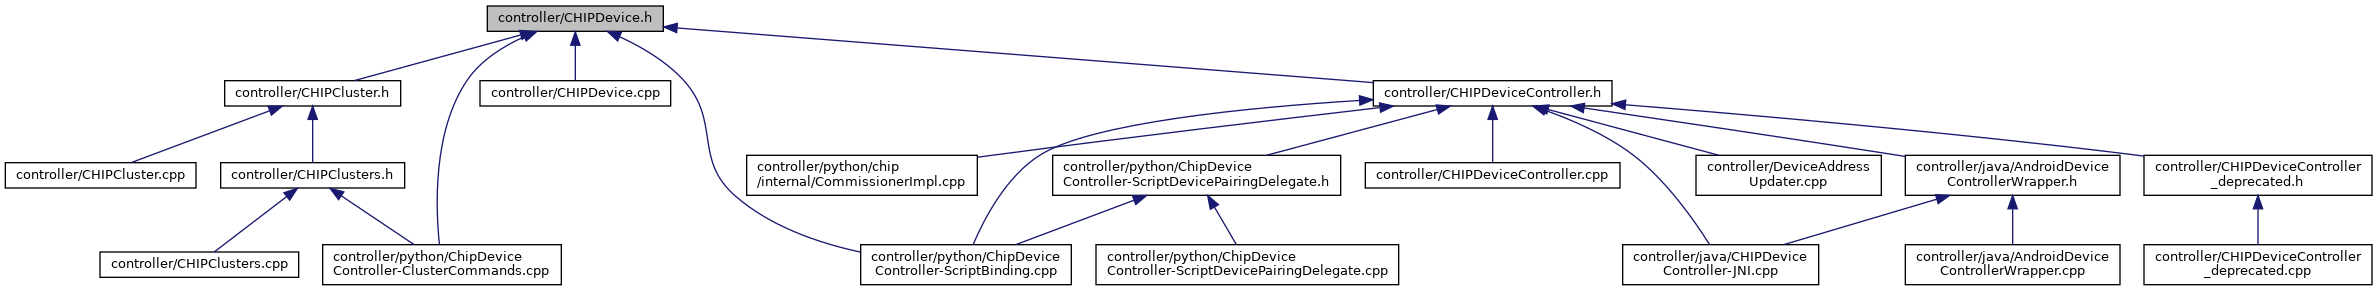 controller/CHIPDevice.h
controller/CHIPCluster.h
controller/CHIPDevice.cpp
controller/CHIPDeviceController.h
controller/CHIPCluster.cpp
controller/CHIPClusters.h
controller/python/chip
/internal/CommissionerImpl.cpp
controller/python/ChipDevice
Controller-ScriptDevicePairingDelegate.h
controller/CHIPDeviceController.cpp
controller/DeviceAddress
Updater.cpp
controller/java/AndroidDevice
ControllerWrapper.h
controller/CHIPDeviceController
_deprecated.h
controller/CHIPClusters.cpp
controller/python/ChipDevice
Controller-ClusterCommands.cpp
controller/python/ChipDevice
Controller-ScriptBinding.cpp
controller/python/ChipDevice
Controller-ScriptDevicePairingDelegate.cpp
controller/java/CHIPDevice
Controller-JNI.cpp
controller/java/AndroidDevice
ControllerWrapper.cpp
controller/CHIPDeviceController
_deprecated.cpp